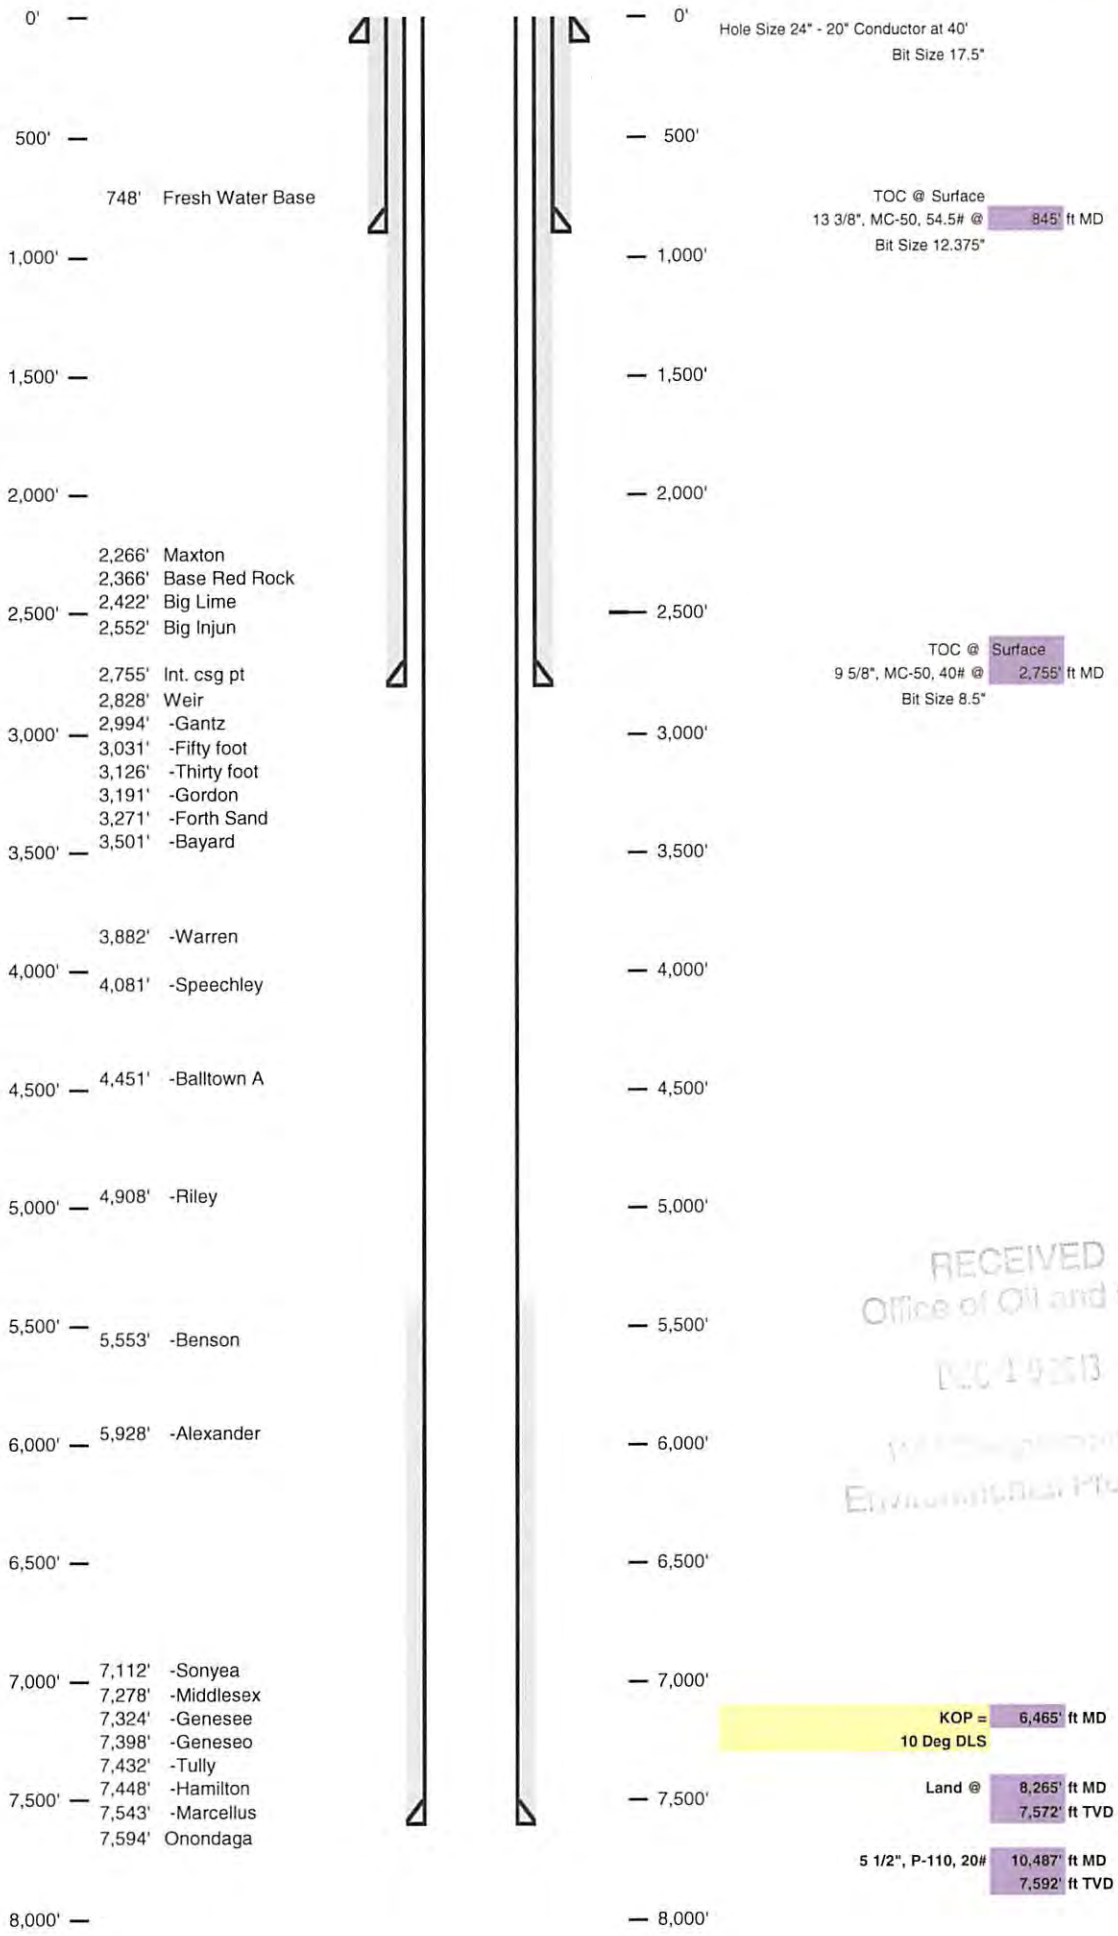 0' 0'
Hole Size 24" - 20" Conductor at 40'
Bit Size 17.5"
500' 500'
748' Fresh Water Base
TOC @ Surface
13 3/8", MC-50, 54.5# @ 845' ft MD
Bit Size 12.375"
1,000' 1,000'
1,500' 1,500'
2,000' 2,000'
2,266' Maxton
2,366' Base Red Rock
2,422' Big Lime
2,500' 2,500'
2,552' Big Injun
TOC @ Surface
2,755' Int. csg pt
9 5/8", MC-50, 40# @ 2,755' ft MD
2,828' Weir
Bit Size 8.5"
2,994' -Gantz
3,000' 3,000'
3,031' -Fifty foot
3,126' -Thirty foot
3,191' -Gordon
3,271' -Forth Sand
3,501' -Bayard
3,500' 3,500'
3,882' -Warren
4,000' 4,000'
4,081' -Speechley
4,451' -Balltown A
4,500' 4,500'
4,908' -Riley
5,000' 5,000'
RECEIVED
Office of Oil and
5,500' 5,500'
5,553' -Benson
5,928' -Alexander
6,000' 6,000'
6,500' 6,500'
7,112' -Sonyea
7,000' 7,000'
7,278' -Middlesex
7,324' -Genesee
KOP = 6,465' ft MD
7,398' -Geneseo
10 Deg DLS
7,432' -Tully
7,448' -Hamilton
Land @ 8,265' ft MD
7,500' 7,500'
7,543' -Marcellus
7,572' ft TVD
7,594' Onondaga
5 1/2", P-110, 20# 10,487' ft MD
7,592' ft TVD
8,000' 8,000'